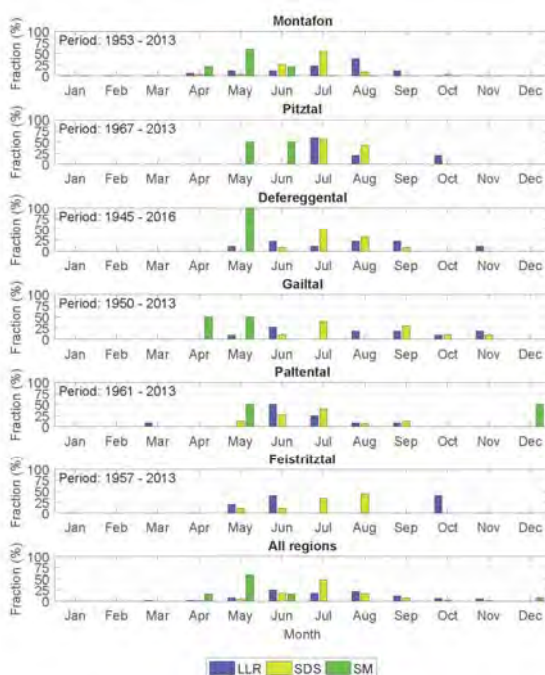 Montafon
Fraction (%)
100
75
50
25
0
Period: 1953 - 2013
Jan Feb Mar Apr May Jun Jul Aug Sep Oct Nov Dec
Pitztal
Fraction (%)
100
75
50
25
0
Period: 1967 - 2013
Jan Feb Mar Apr May Jun Jul Aug Sep Oct Nov Dec
Defereggental
Fraction (%)
100
75
50
25
0
Period: 1945 - 2016
Jan Feb Mar Apr May Jun Jul Aug Sep Oct Nov Dec
Gailtal
Fraction (%)
100
75
50
25
0
Period: 1950 - 2013
Jan Feb Mar Apr May Jun Jul Aug Sep Oct Nov Dec
Paltental
Fraction (%)
100
75
50
25
0
Period: 1961 - 2013
Jan Feb Mar Apr May Jun Jul Aug Sep Oct Nov Dec
Feistritztal
Fraction (%)
100
75
50
25
0
Period: 1957 - 2013
Jan Feb Mar Apr May Jun Jul Aug Sep Oct Nov Dec
All regions
Fraction (%)
100
75
50
25
0
Jan Feb Mar Apr May Jun Jul Aug Sep Oct Nov Dec
Month
LLR SDS SM